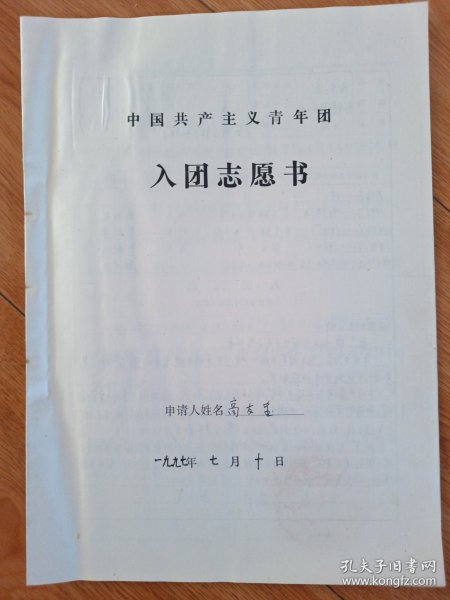 中国共产主义青年团
入团志愿书
申请人姓名高
一九九七年七月十日
孔夫子旧书网
www.kongfz.com